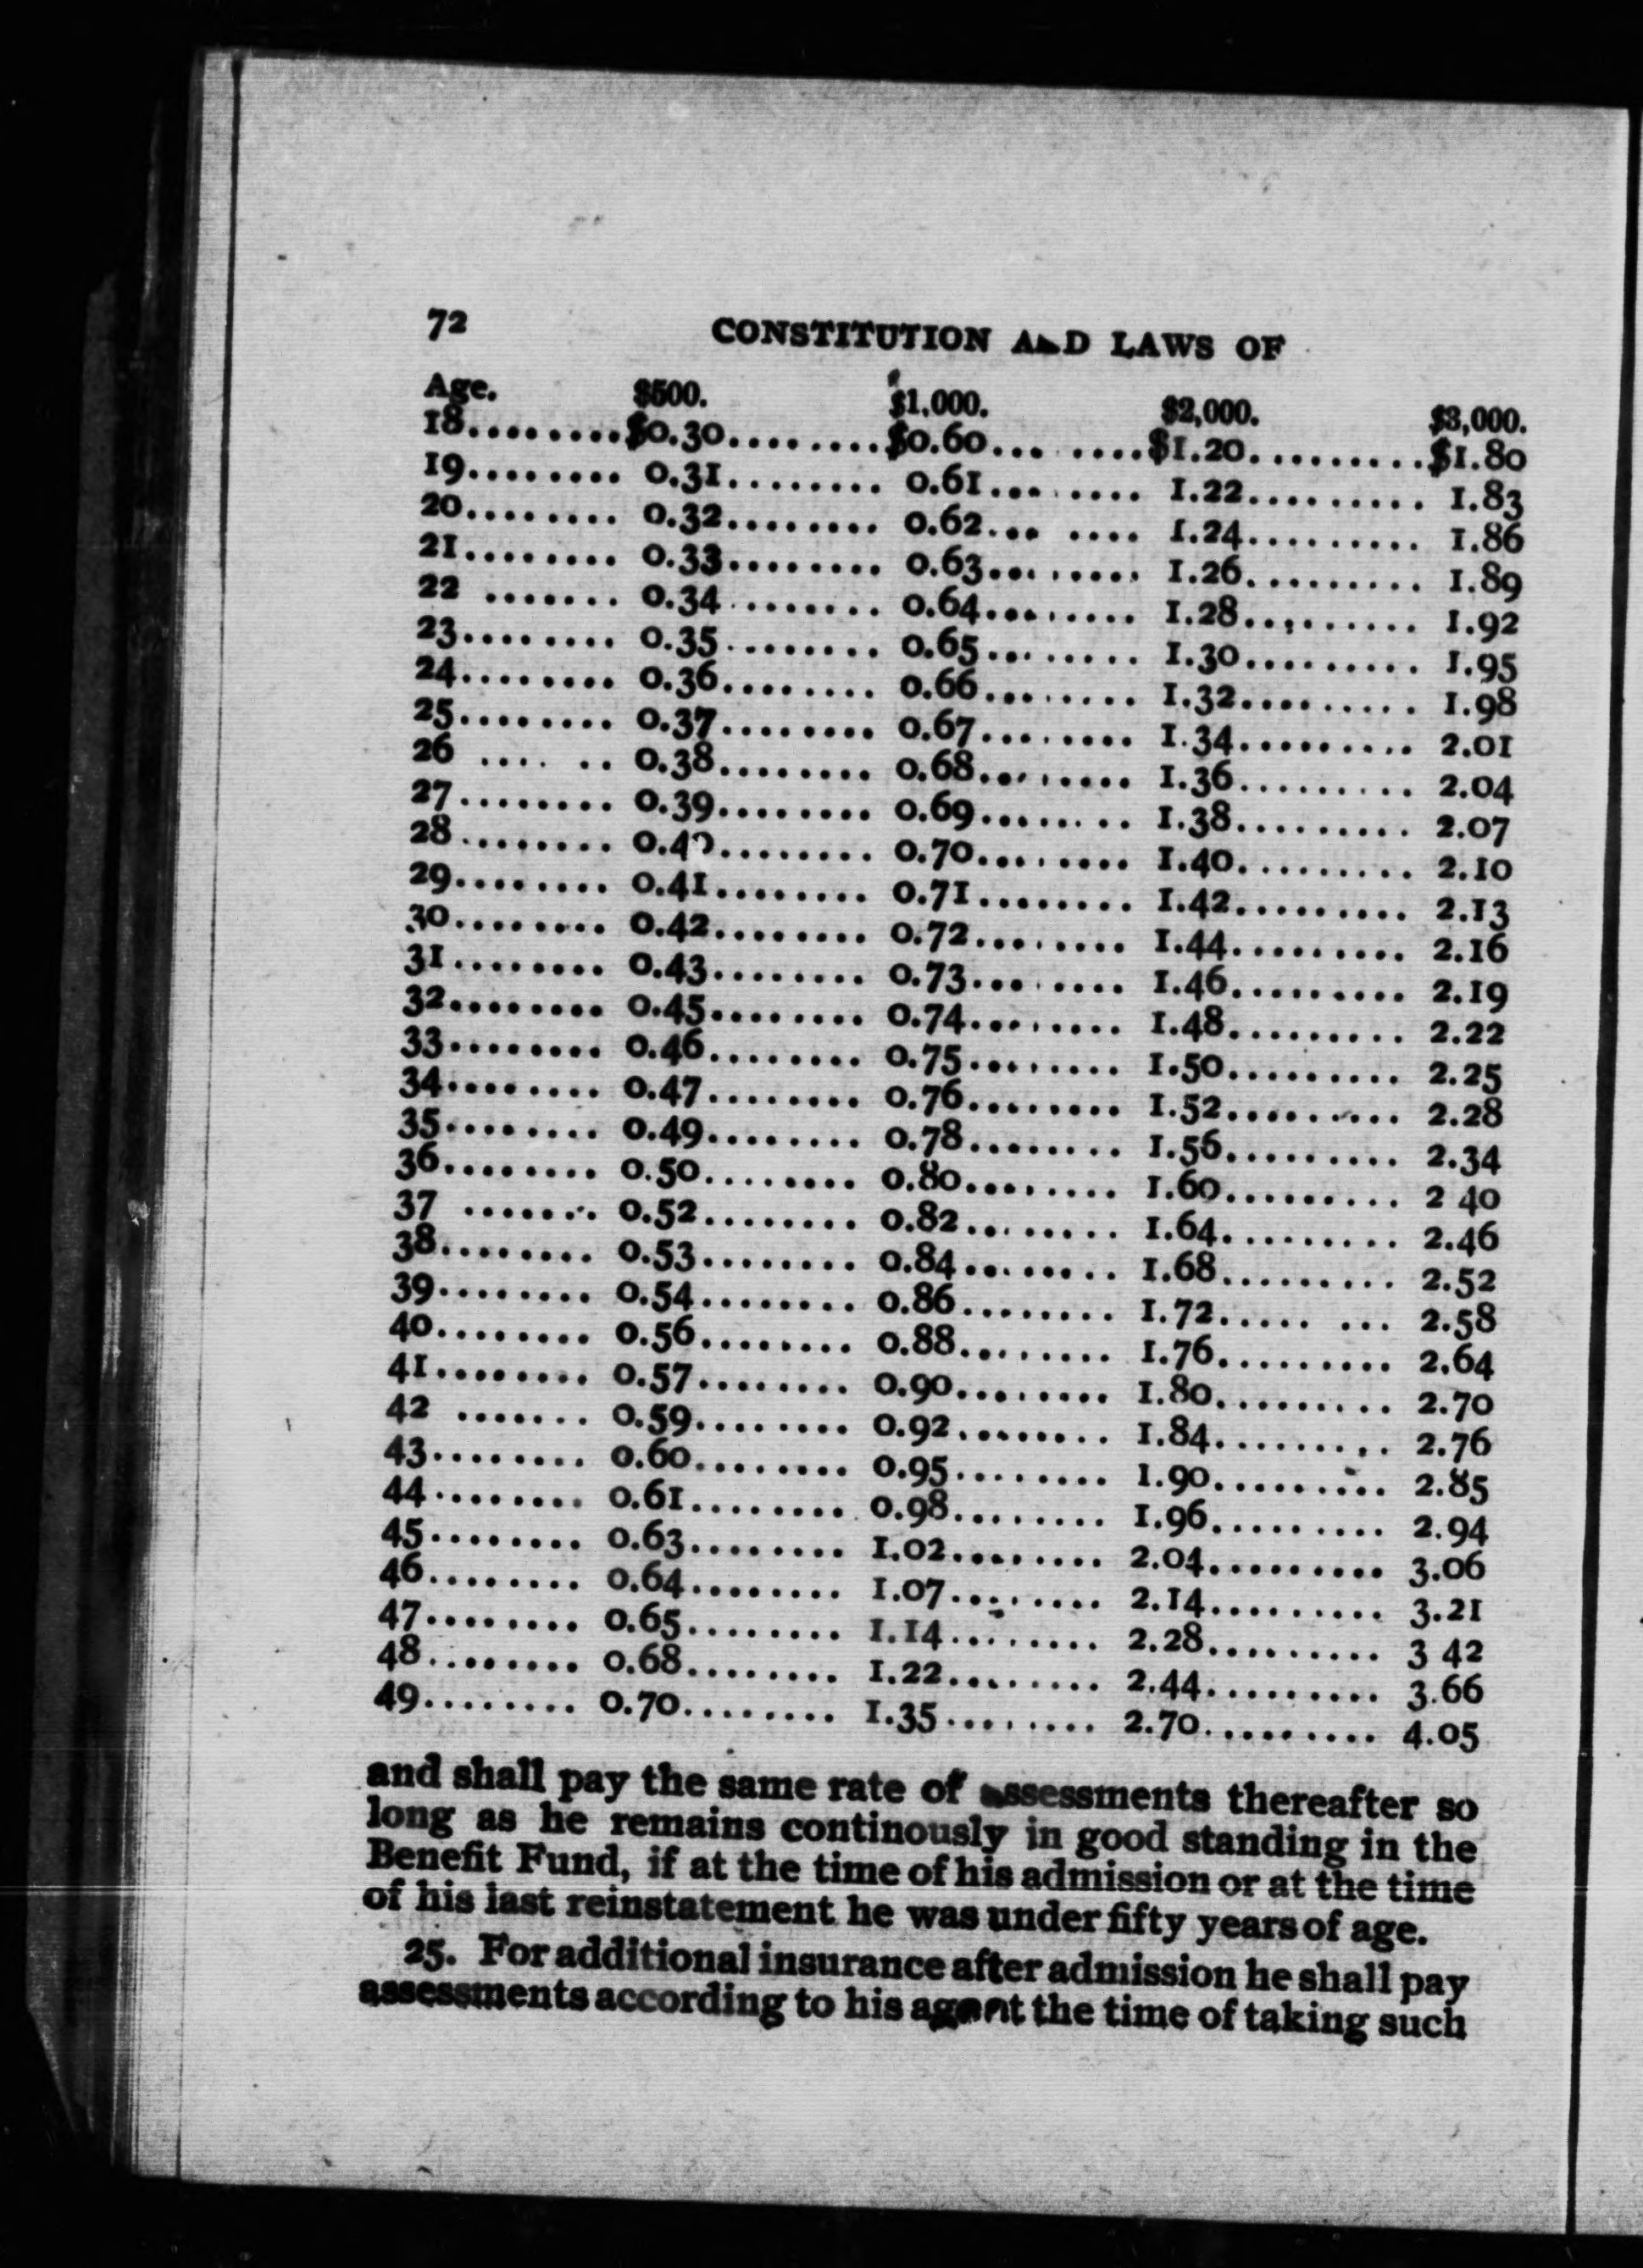 72 CONSTITUTION AND LAWS OF
Age. $500. $1,000. $2,000. $3,000.
18........$0.30........$0.60... ....$1.20.........$1.80
19........ 0.31........ 0.61........ 1.22......... 1.83
20........ 0.32........ 0.62... .... 1.24......... 1.86
21........ 0.33........ 0.63........ 1.26......... 1.89
22 ....... 0.34........ 0.64........ 1.28......... 1.92
23........ 0.35........ 0.65........ 1.30......... 1.95
24........ 0.36........ 0.66........ 1.32......... 1.98
25........ 0.37........ 0.67........ 1.34......... 2.01
26 .... .. 0.38........ 0.68........ 1.36......... 2.04
27........ 0.39........ 0.69........ 1.38......... 2.07
28........ 0.40........ 0.70........ 1.40......... 2.10
29........ 0.41........ 0.71........ 1.42......... 2.13
30........ 0.42........ 0.72........ 1.44......... 2.16
31........ 0.43........ 0.73........ 1.46......... 2.19
32........ 0.45........ 0.74........ 1.48......... 2.22
33........ 0.46........ 0.75........ 1.50......... 2.25
34........ 0.47........ 0.76........ 1.52......... 2.28
35........ 0.49........ 0.78........ 1.56......... 2.34
36........ 0.50........ 0.80........ 1.60......... 2 40
37 ....... 0.52........ 0.82........ 1.64......... 2.46
38........ 0.53........ 0.84........ 1.68......... 2.52
39........ 0.54........ 0.86........ 1.72..... ... 2.58
40........ 0.56........ 0.88........ 1.76......... 2.64
41........ 0.57........ 0.90........ 1.80......... 2.70
42 ....... 0.59........ 0.92........ 1.84......... 2.76
43........ 0.60........ 0.95........ 1.90......... 2.85
44........ 0.61........ 0.98........ 1.96......... 2.94
45........ 0.63........ 1.02........ 2.04......... 3.06
46........ 0.64........ 1.07........ 2.14......... 3.21
47........ 0.65........ 1.14........ 2.28......... 3 42
48........ 0.68........ 1.22........ 2.44......... 3.66
49........ 0.70........ 1.35........ 2.70......... 4.05
and shall pay the same rate of assessments thereafter so
long as he remains continously in good standing in the
Benefit Fund, if at the time of his admission or at the time
of his last reinstatement he was under fifty years of age.
25. For additional insurance after admission he shall pay
assessments according to his the time of taking such